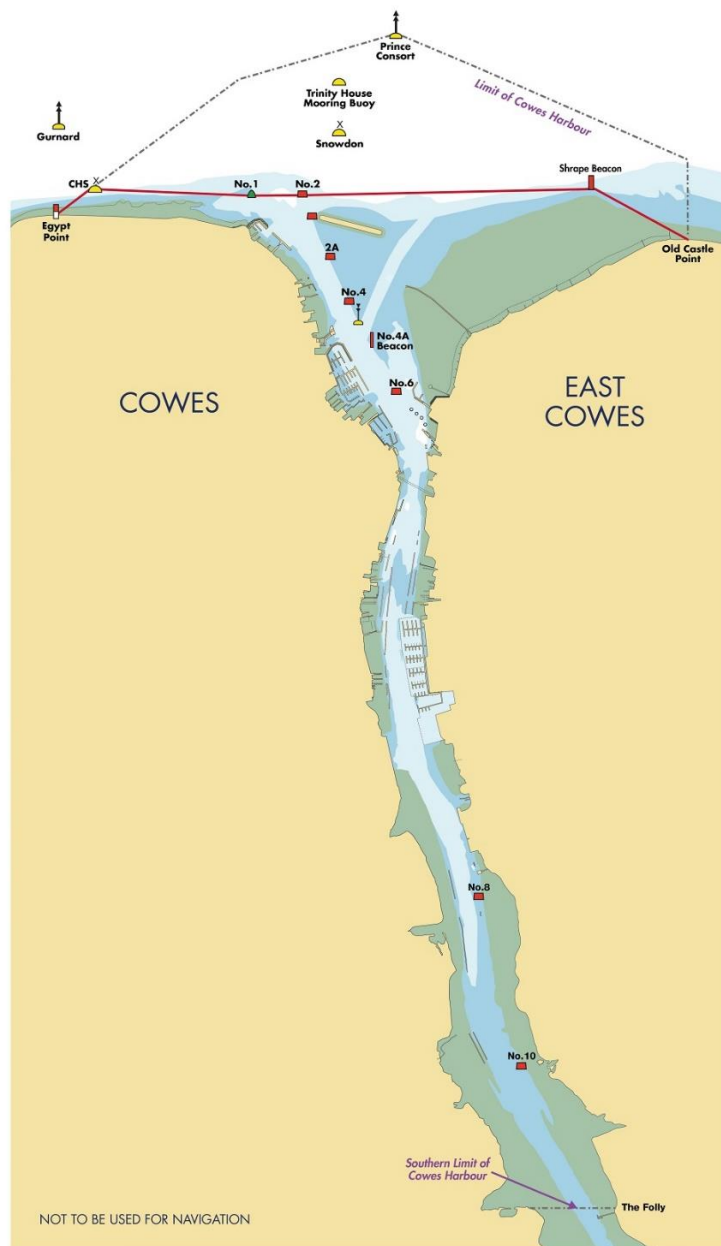 Prince
Consort
Trinity House
Mooring Buoy
Limit of Cowes Harbour
Gurnard
Snowdon
CHS
No.1
No.2
Shrape Beacon
Egypt
Point
2A
Old Castle
Point
No.4
No.4A
Beacon
No.6
COWES
EAST
COWES
No.8
No.10
Southern Limit of
Cowes Harbour
The Folly
NOT TO BE USED FOR NAVIGATION